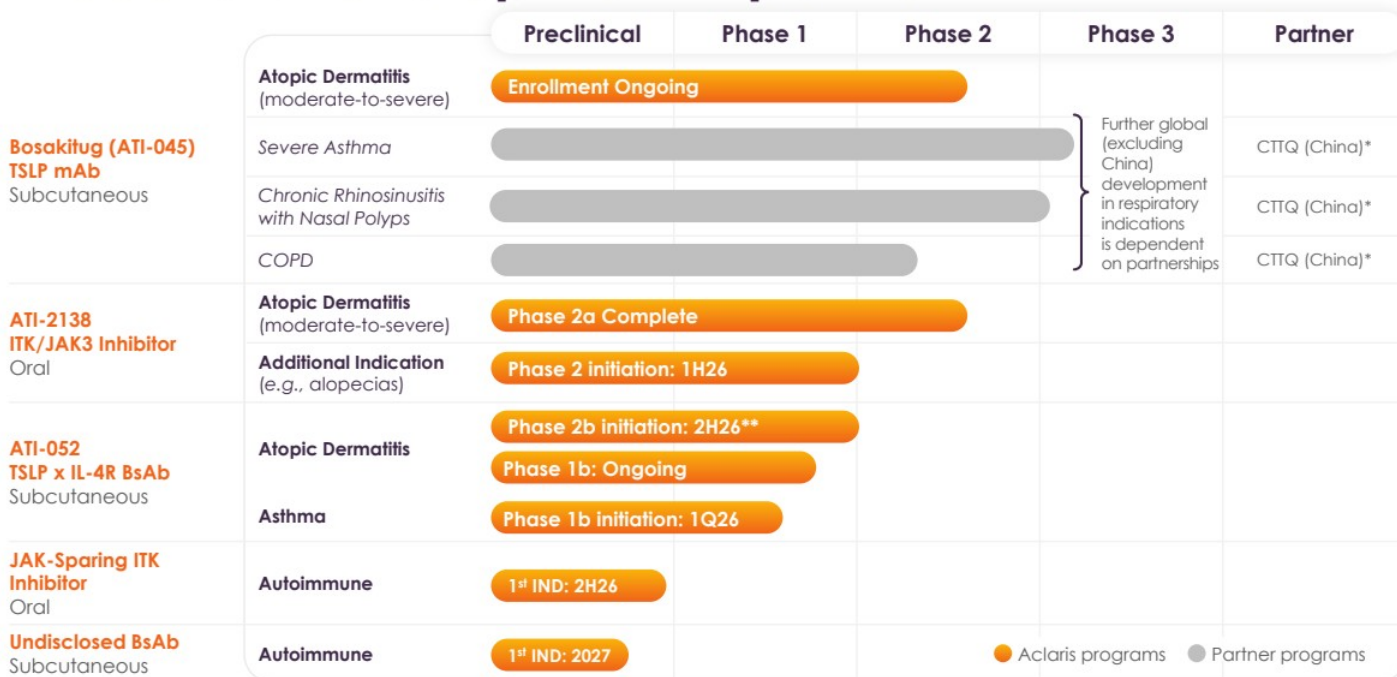 Preclinical Phase 1 Phase 2 Phase 3 Partner
Bosakitug (ATI-045)
TSLP mAb
Subcutaneous
Atopic Dermatitis
(moderate-to-severe)
Enrollment Ongoing
Severe Asthma
CTTQ (China)*
Chronic Rhinosinusitis
with Nasal Polyps
CTTQ (China)*
COPD
CTTQ (China)*
Further global
(excluding
China)
development
in respiratory
indications
is dependent
on partnerships
ATI-2138
ITK/JAK3 Inhibitor
Oral
Atopic Dermatitis
(moderate-to-severe)
Phase 2a Complete
Additional Indication
(e.g., alopecias)
Phase 2 initiation: 1H26
ATI-052
TSLP x IL-4R BsAb
Subcutaneous
Atopic Dermatitis
Phase 2b initiation: 2H26**
Phase 1b: Ongoing
Asthma
Phase 1b initiation: 1Q26
JAK-Sparing ITK
Inhibitor
Oral
Autoimmune
1st IND: 2H26
Undisclosed BsAb
Subcutaneous
Autoimmune
1st IND: 2027
Aclaris programs
Partner programs